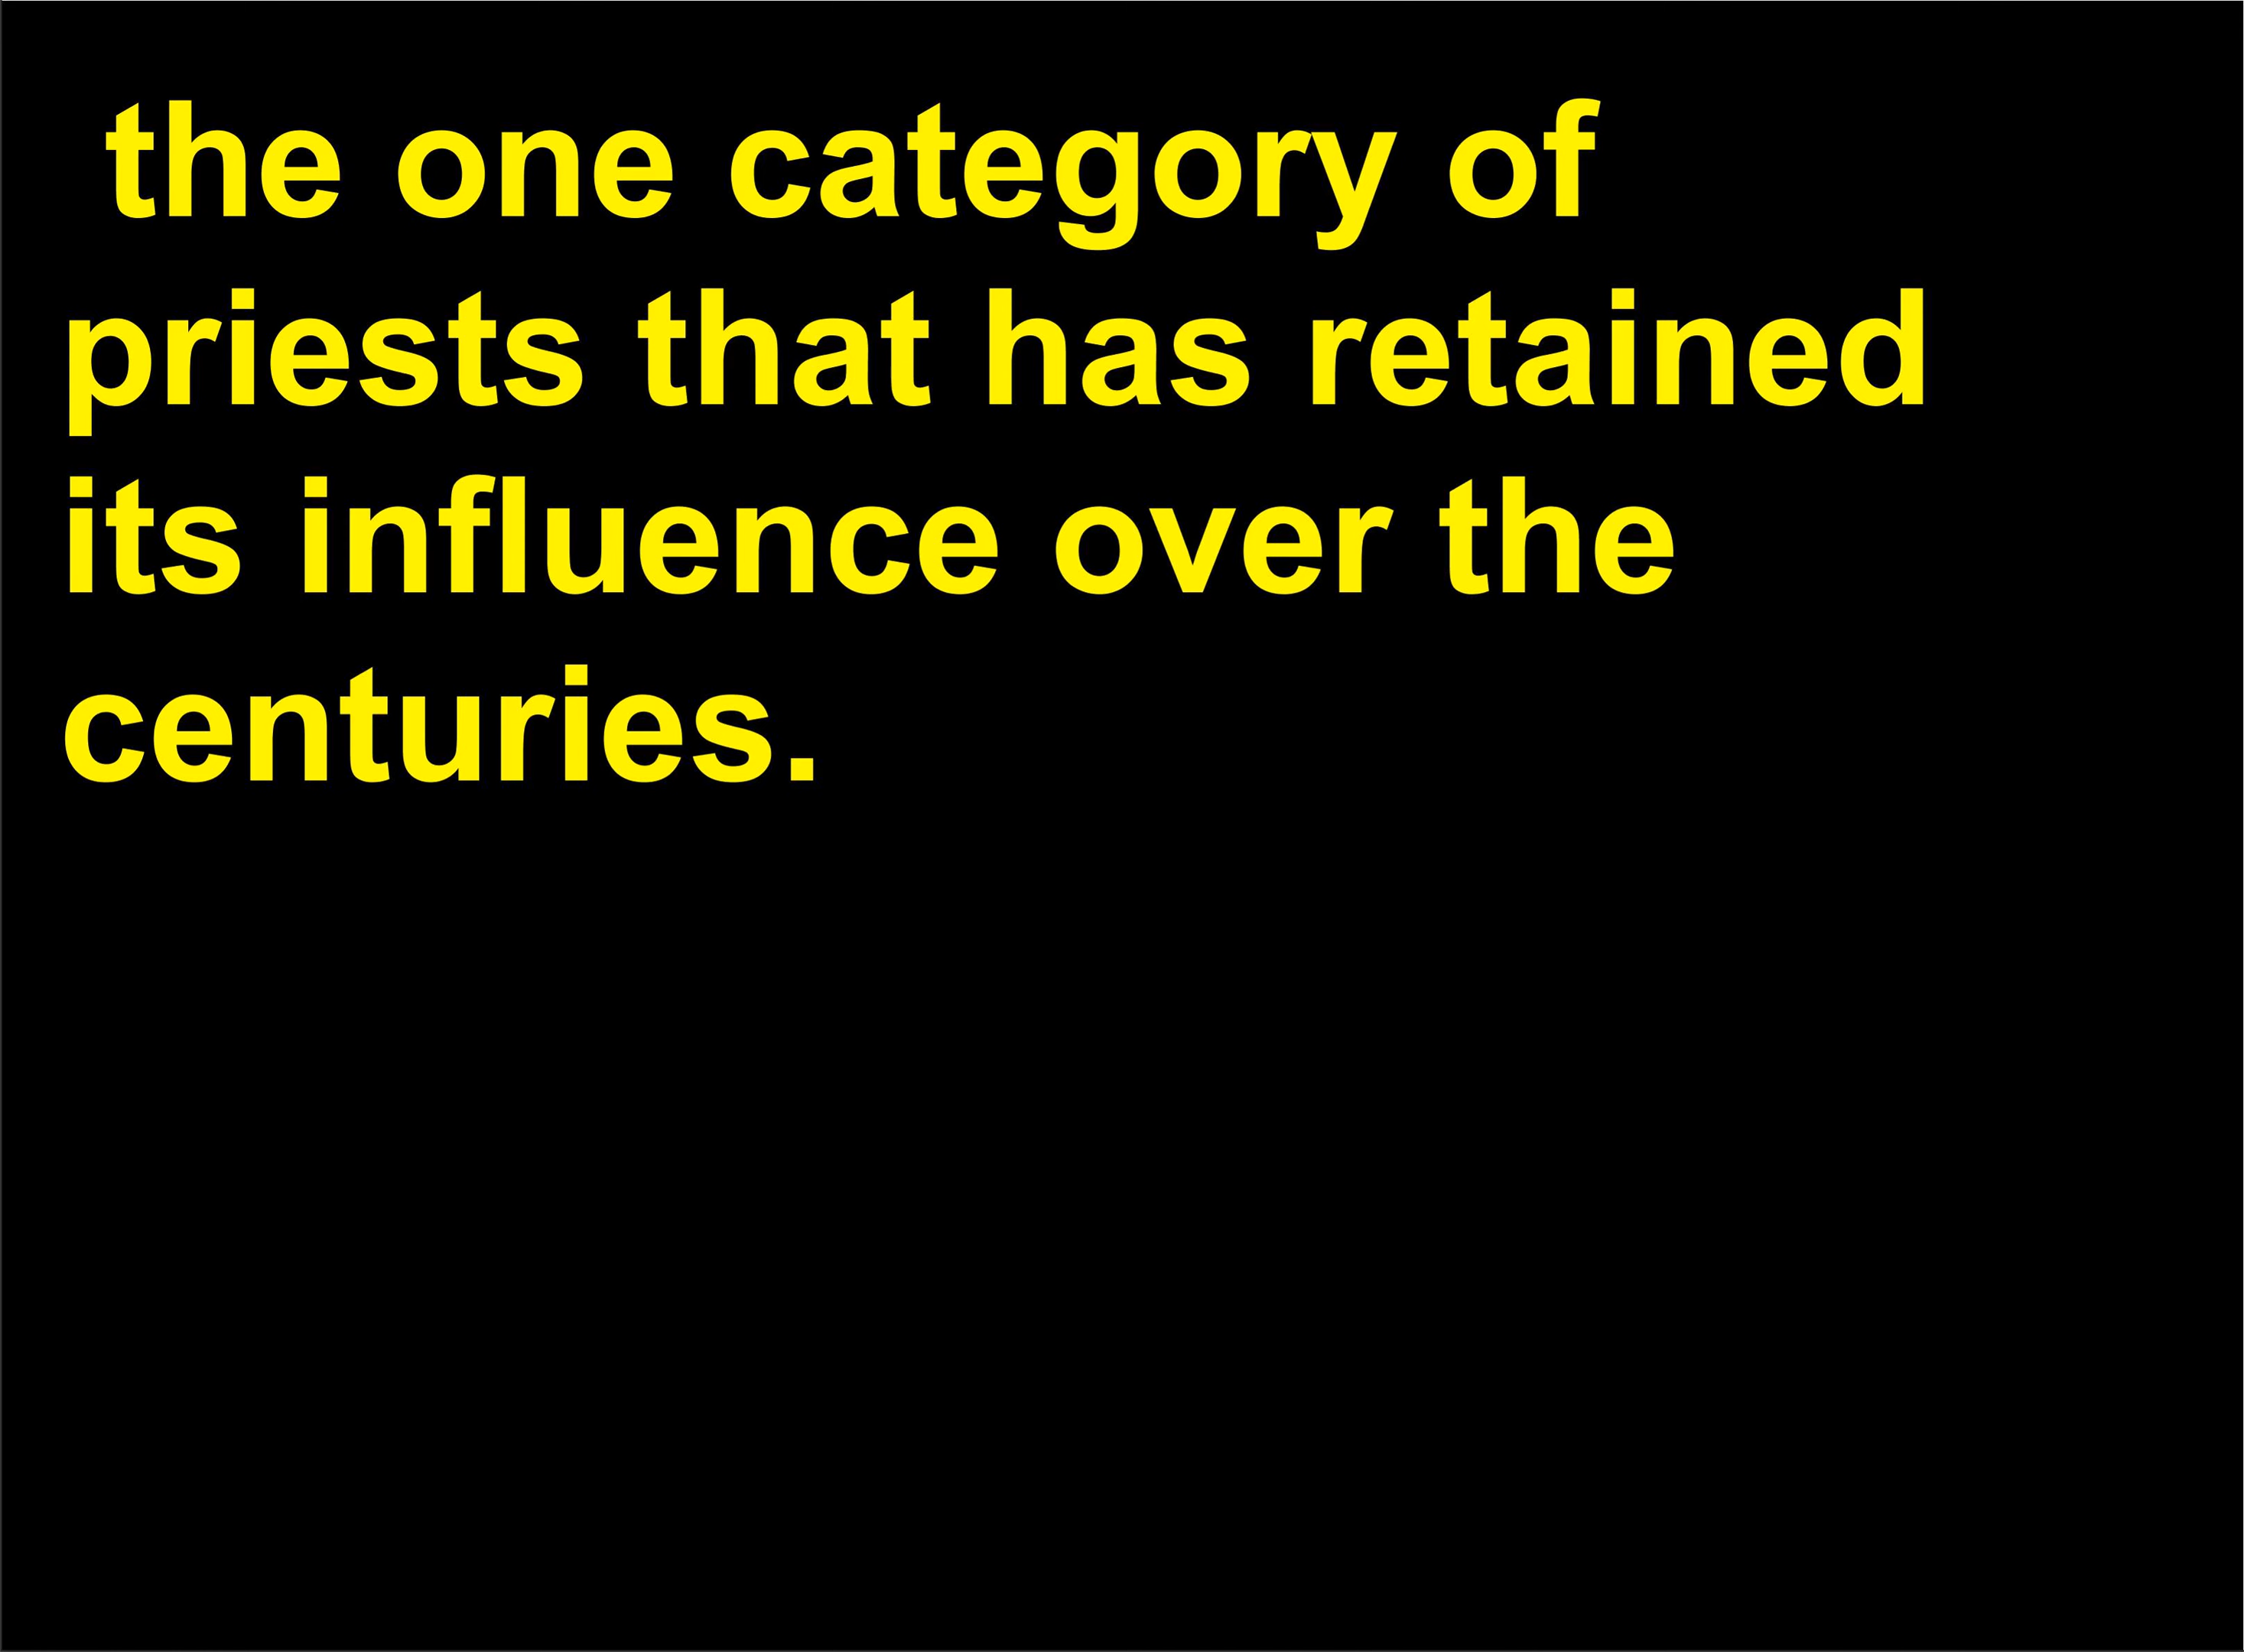 the one category of
priests that has retained
its influence over the
centuries.